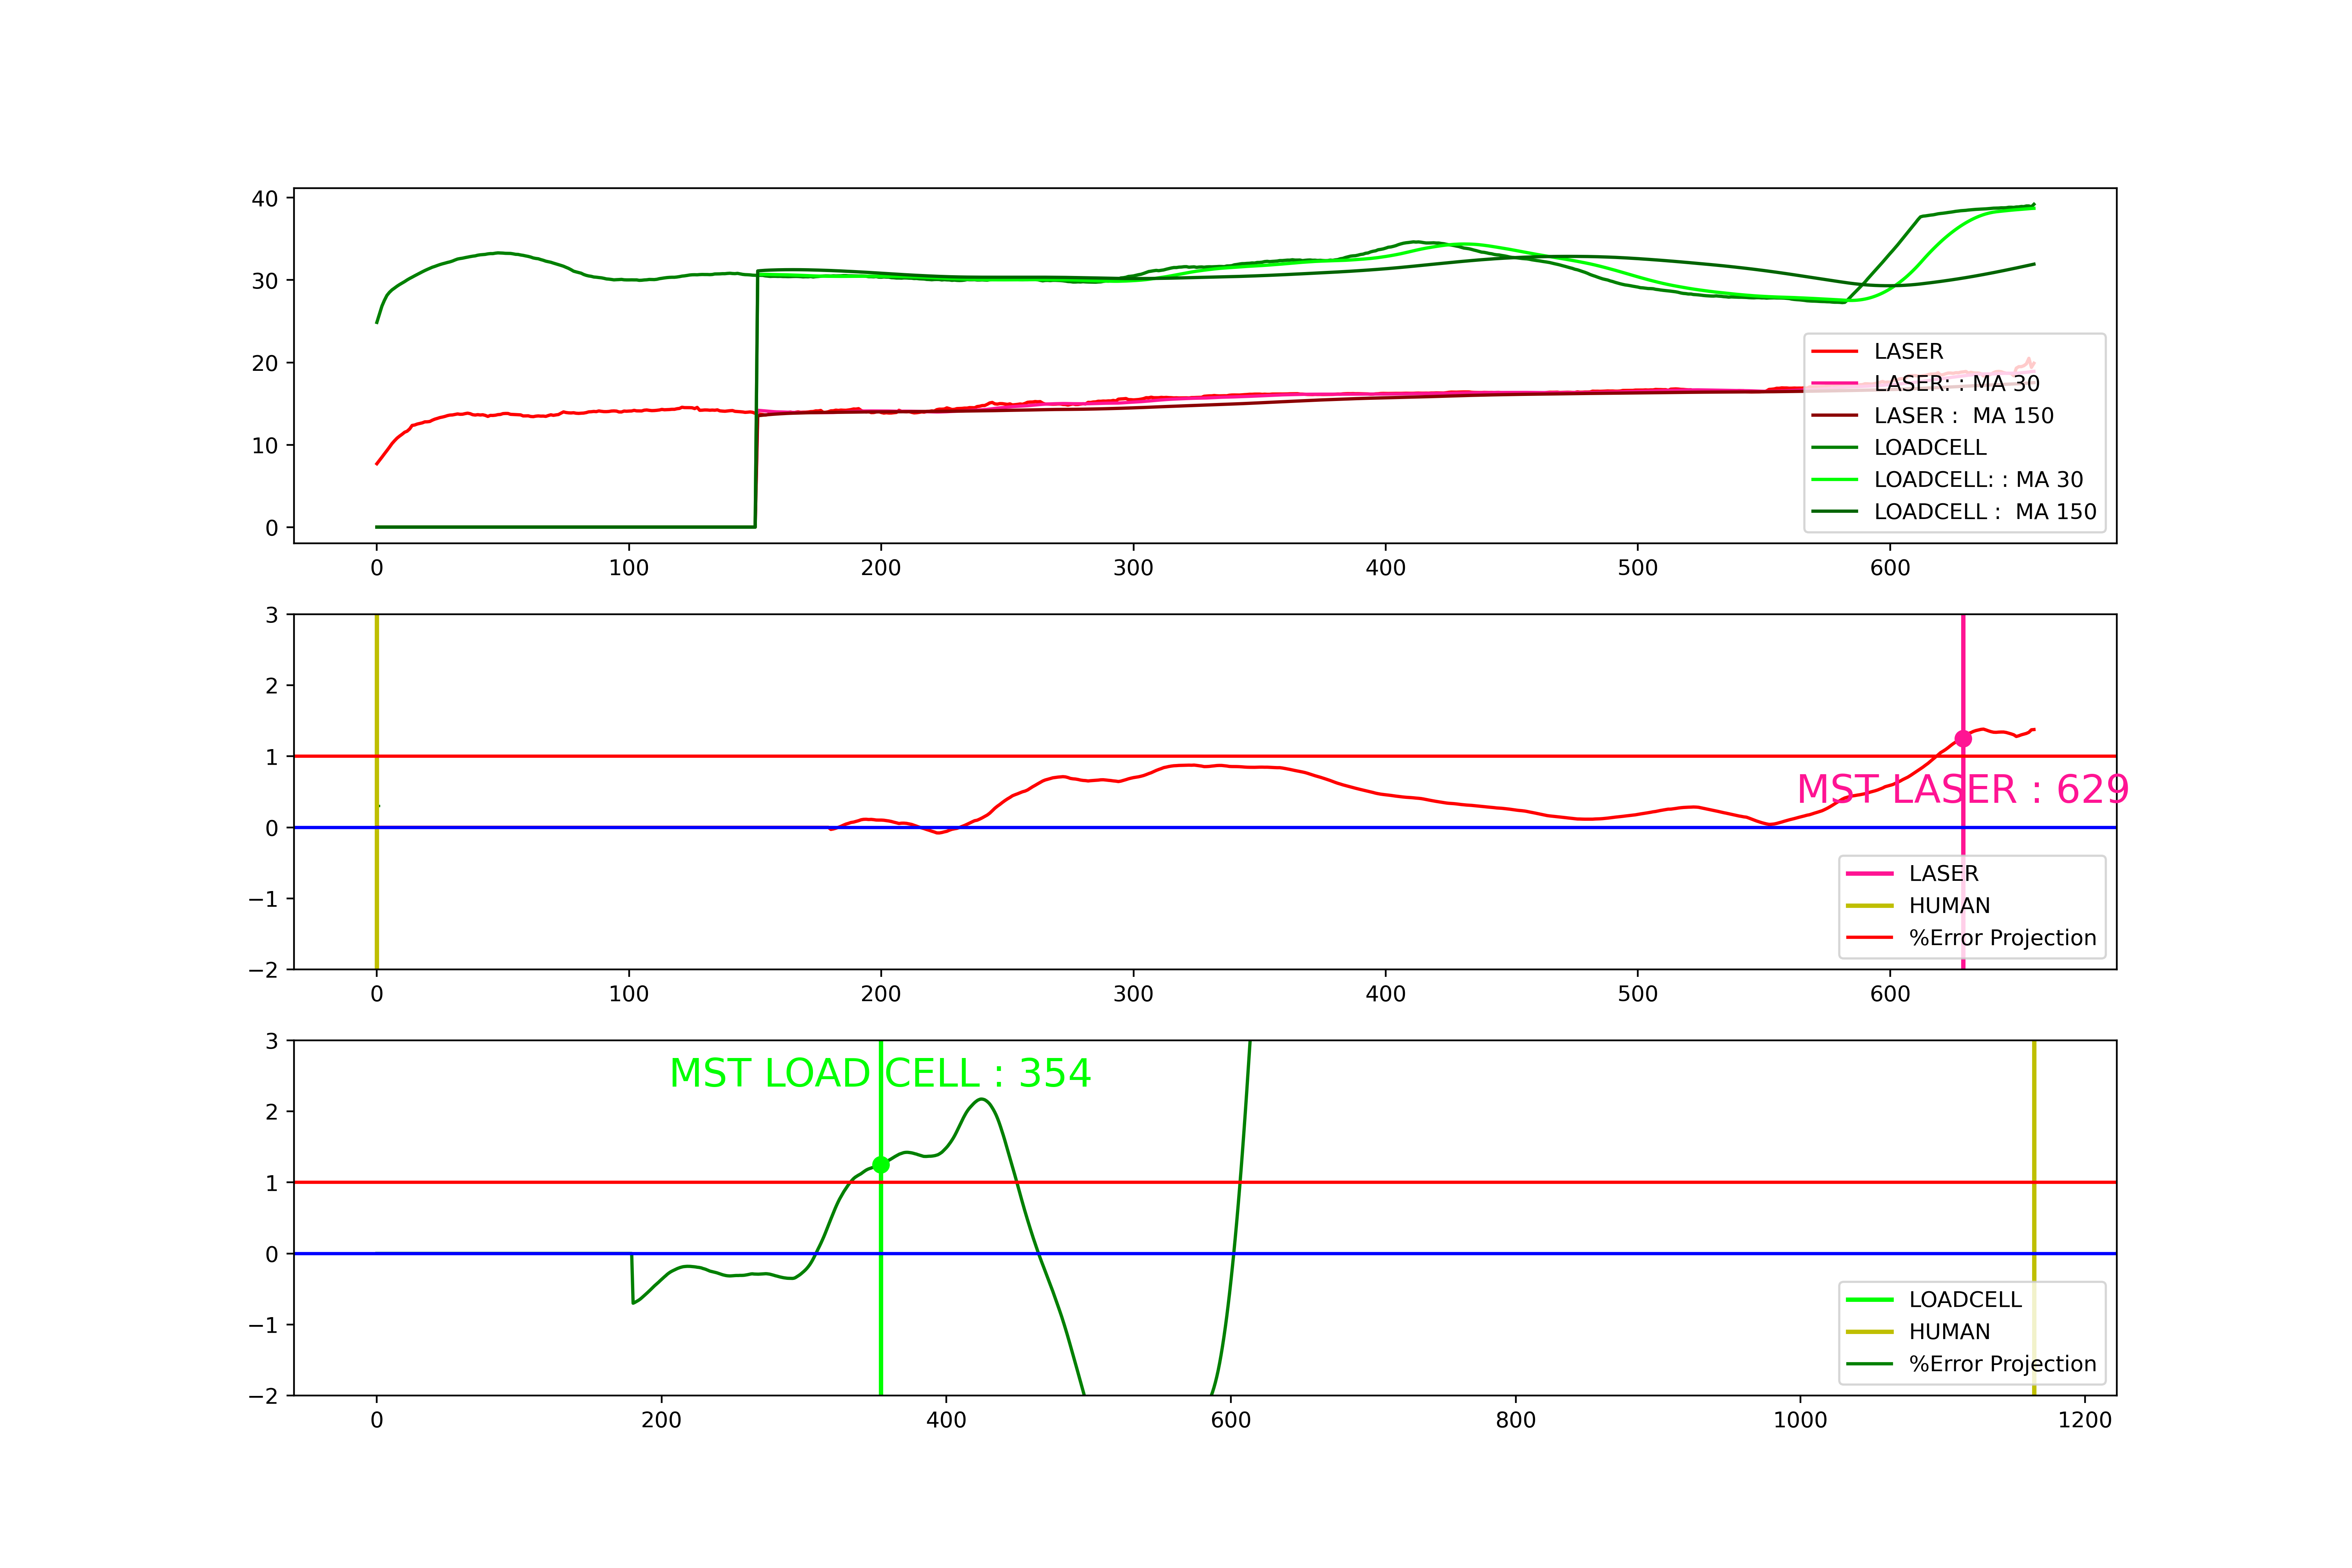 40
30
20
10
0
LASER
LASER: : MA 30
LASER :  MA 150
LOADCELL
LOADCELL: : MA 30
LOADCELL :  MA 150
0 100 200 300 400 500 600
3
2
1
0
−1
−2
MST LASER : 629
LASER
HUMAN
%Error Projection
0 100 200 300 400 500 600
3
2
1
0
−1
−2
MST LOAD CELL : 354
LOADCELL
HUMAN
%Error Projection
0 200 400 600 800 1000 1200